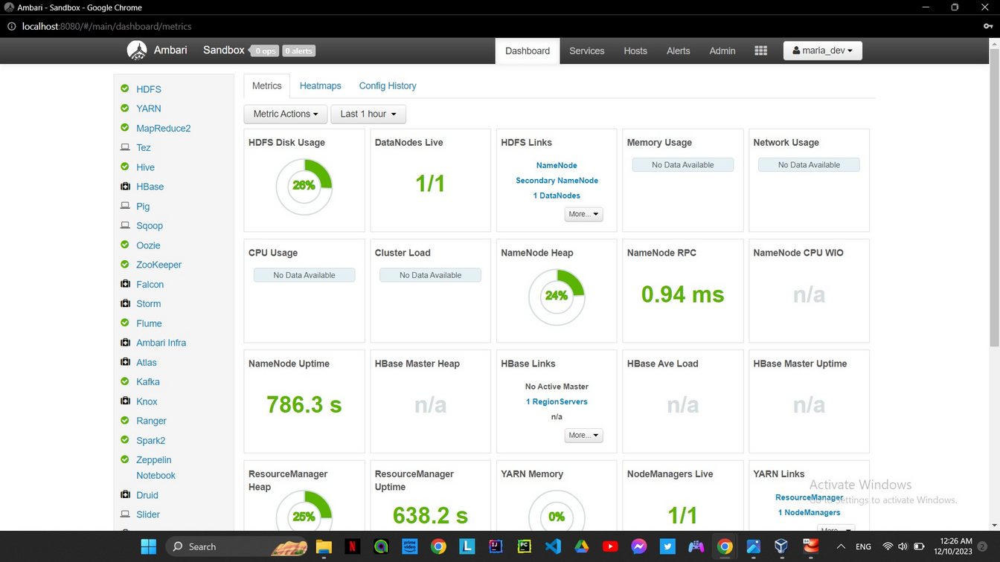 Ambari - Sandbox - Google Chrome
localhost:8080/#/main/dashboard/metrics
Ambari Sandbox 0 ops 0 alerts Dashboard Services Hosts Alerts Admin maria_dev
HDFS
YARN
MapReduce2
Tez
Hive
HBase
Pig
Sqoop
Oozie
ZooKeeper
Falcon
Storm
Flume
Ambari Infra
Atlas
Kafka
Knox
Ranger
Spark2
Zeppelin
Notebook
Druid
Slider
Metrics Heatmaps Config History
Metric Actions Last 1 hour
HDFS Disk Usage
26%
DataNodes Live
1/1
HDFS Links
NameNode
Secondary NameNode
1 DataNodes
More...
Memory Usage
No Data Available
Network Usage
No Data Available
CPU Usage
No Data Available
Cluster Load
No Data Available
NameNode Heap
24%
NameNode RPC
0.94 ms
NameNode CPU WIO
n/a
NameNode Uptime
786.3 s
HBase Master Heap
n/a
HBase Links
No Active Master
1 RegionServers
n/a
More...
HBase Ave Load
n/a
HBase Master Uptime
n/a
ResourceManager
Heap
25%
ResourceManager
Uptime
638.2 s
YARN Memory
0%
NodeManagers Live
1/1
YARN Links
ResourceManager
1 NodeManagers
More...
Activate Windows
Go to Settings to activate Windows.
Search
ENG
12:26 AM
12/10/2023
2